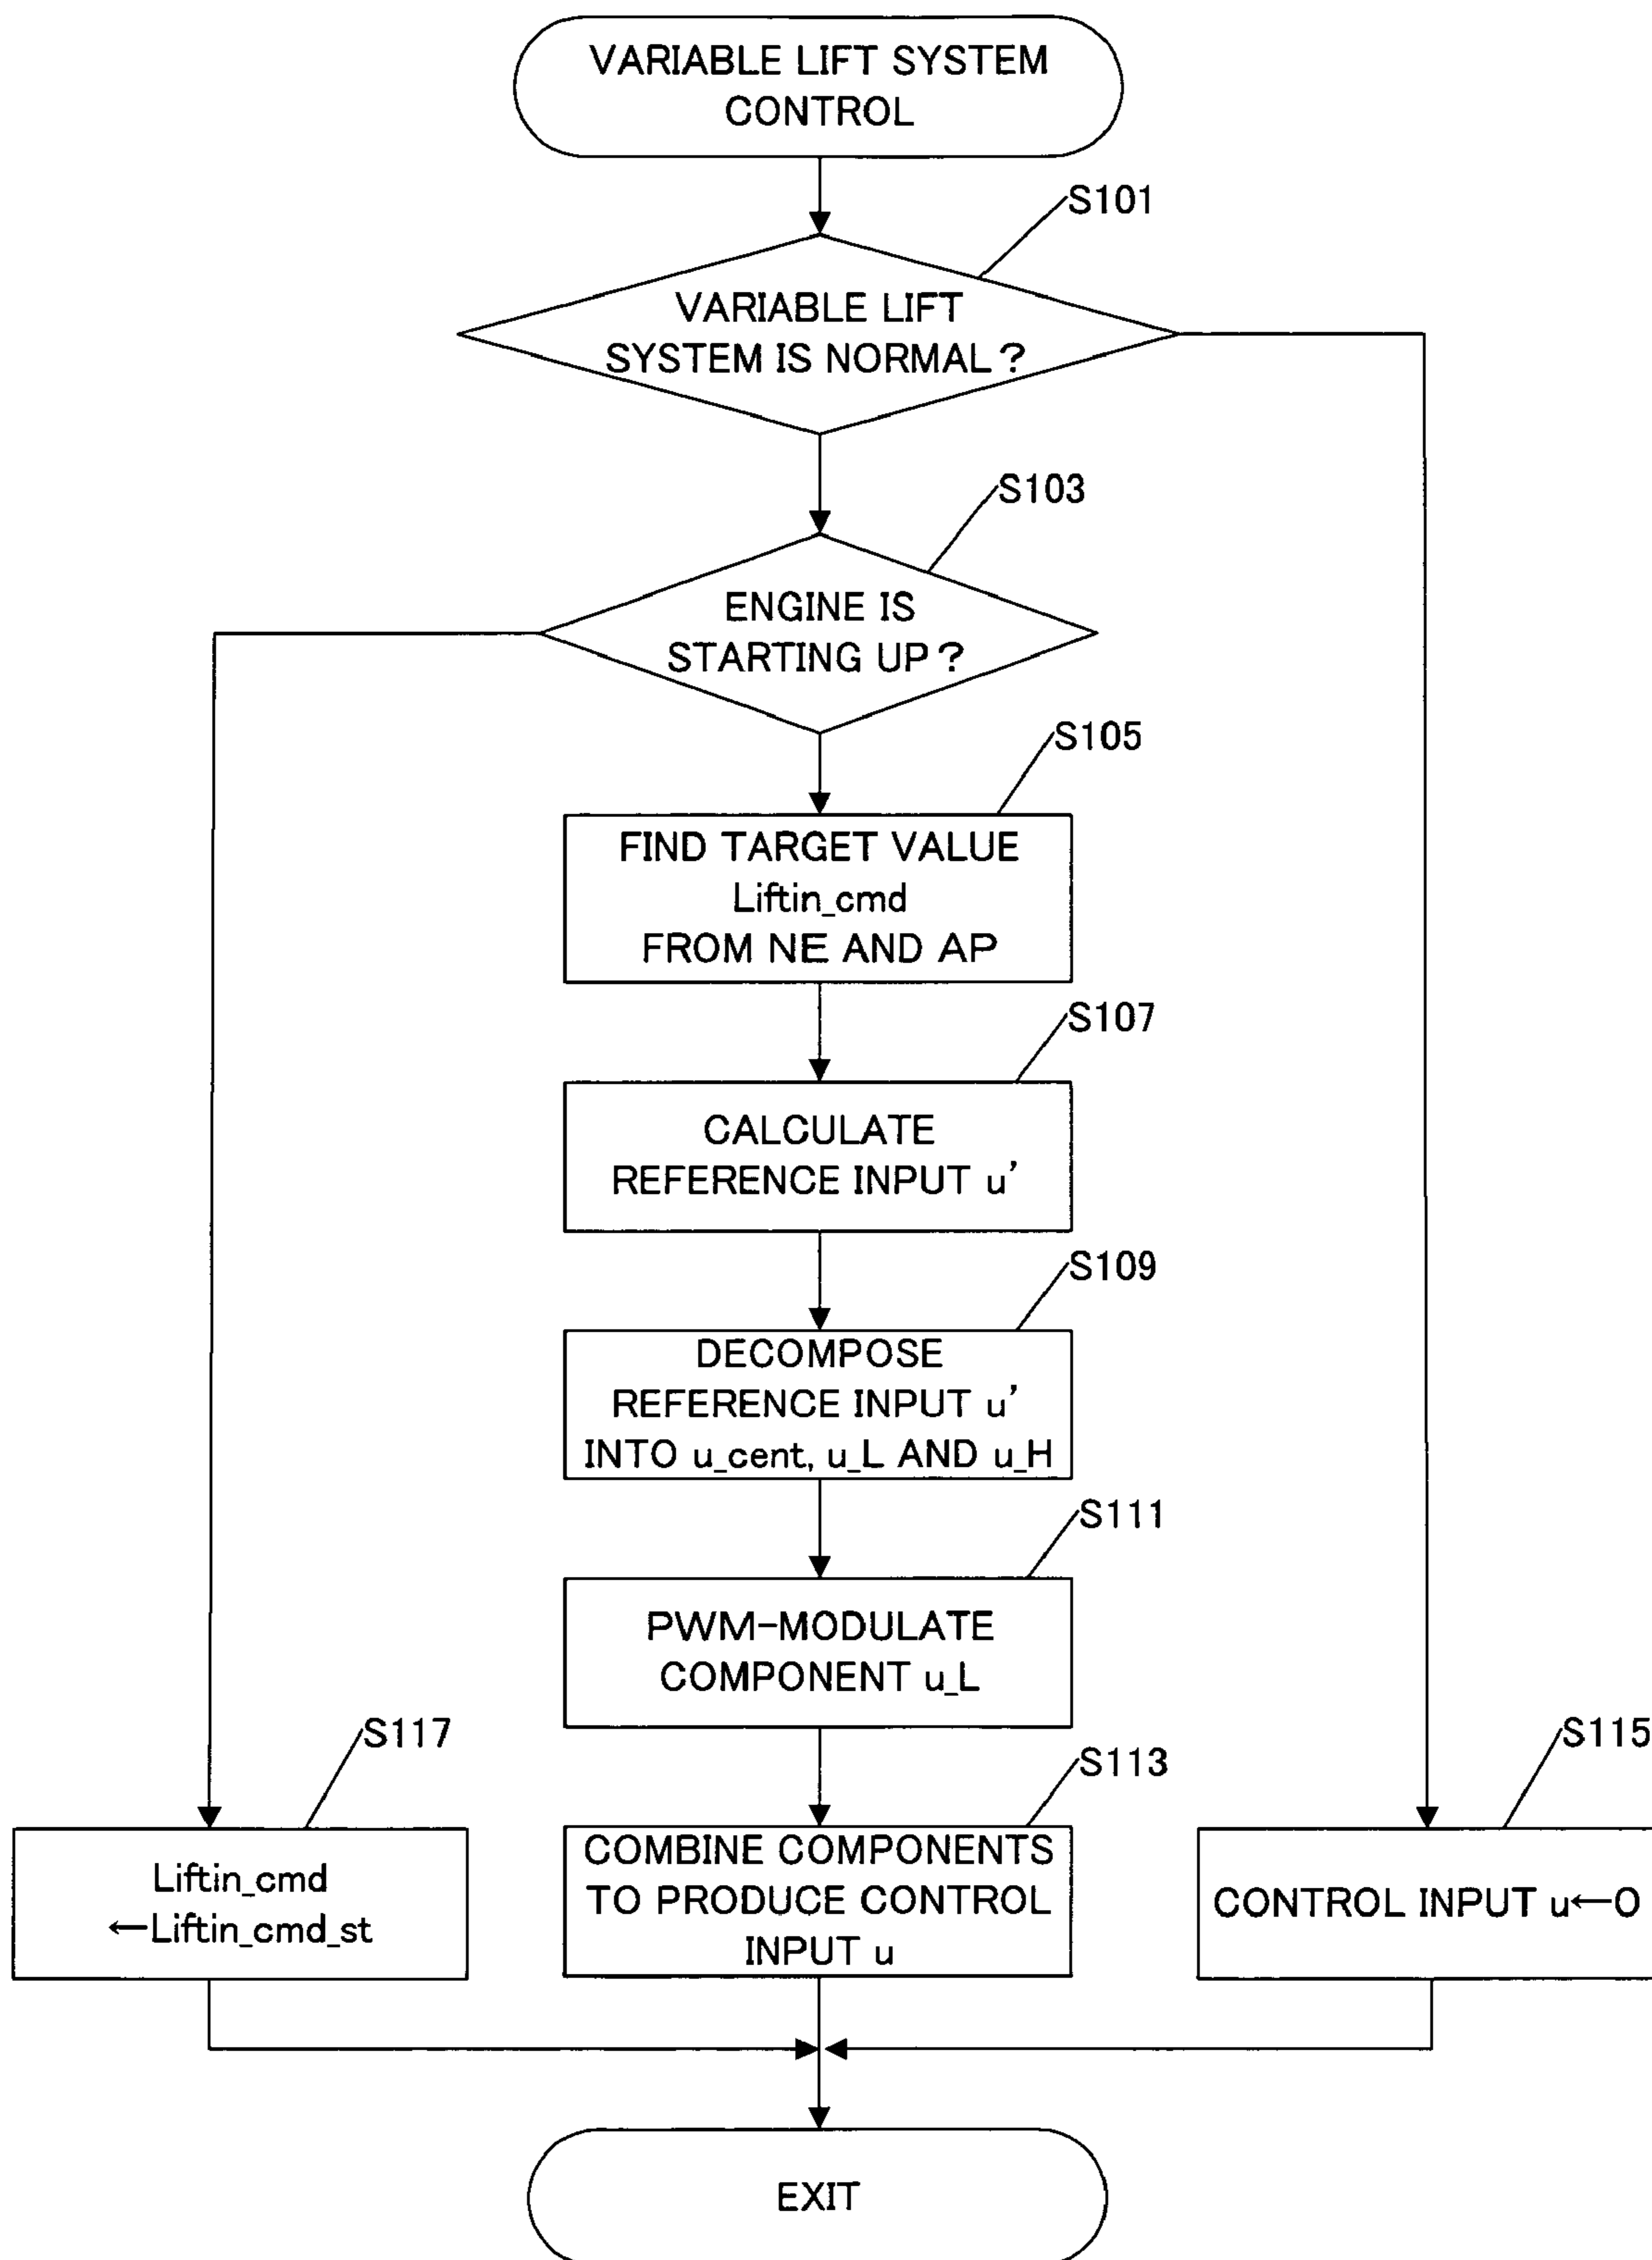 VARIABLE LIFT SYSTEM
CONTROL
S101
VARIABLE LIFT
SYSTEM IS NORMAL ?
S103
ENGINE IS
STARTING UP ?
S105
FIND TARGET VALUE
Liftin_cmd
FROM NE AND AP
S107
CALCULATE
REFERENCE INPUT u'
S109
DECOMPOSE
REFERENCE INPUT u'
INTO u_cent, u_L AND u_H
S111
PWM-MODULATE
COMPONENT u_L
S117
Liftin_cmd
←Liftin_cmd_st
S113
COMBINE COMPONENTS
TO PRODUCE CONTROL
INPUT u
S115
CONTROL INPUT u←0
EXIT